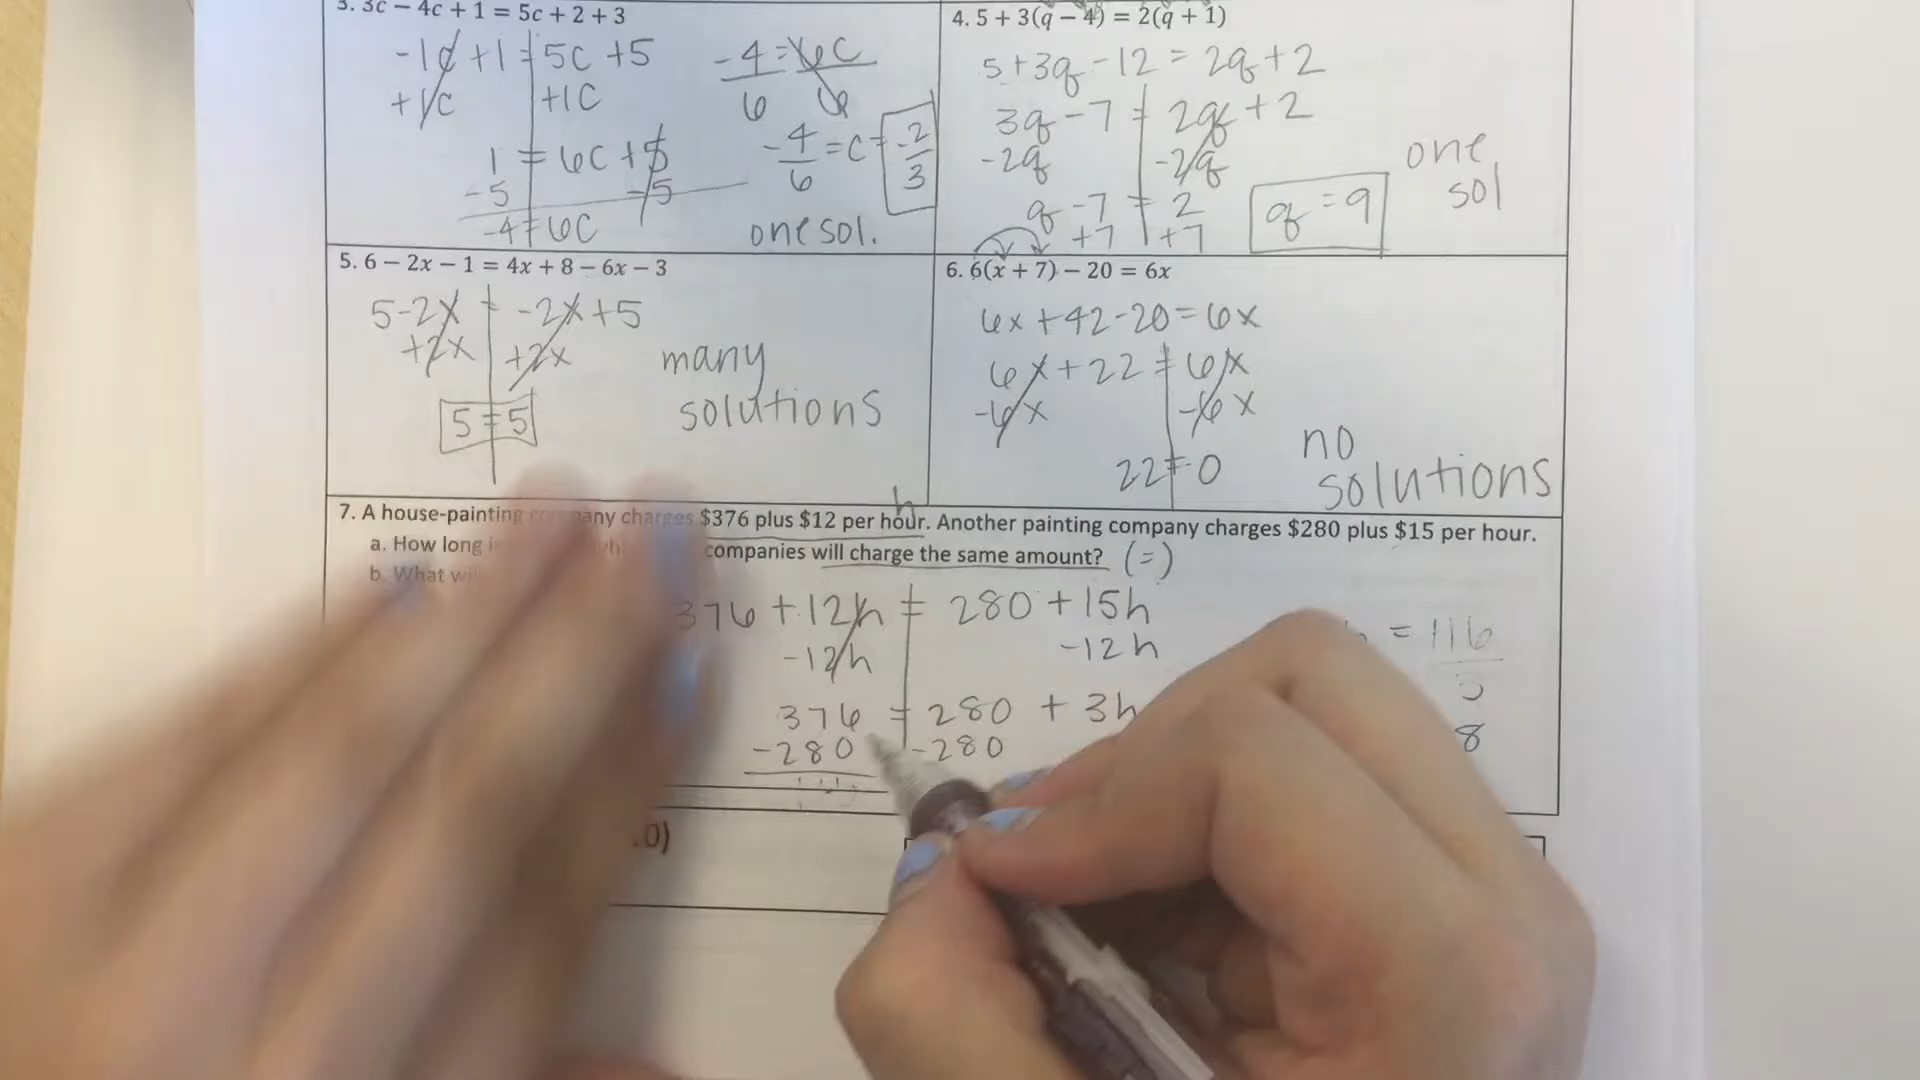 3. 3c − 4c + 1 = 5c + 2 + 3
-1c +1 = 5c +5
+1c +1c
1 = 6c + 5
-5 -5
-4 = 6c
-4 = 6c
6 6
-4/6 = c = -2/3
one sol.
4. 5 + 3(q − 4) = 2(q + 1)
5 + 3q - 12 = 2q + 2
3q - 7 = 2q + 2
-2q -2q
q - 7 = 2
+7 +7
q = 9
one
sol
5. 6 − 2x − 1 = 4x + 8 − 6x − 3
5 - 2x = -2x + 5
+2x +2x
5 = 5
many
solutions
6. 6(x + 7) − 20 = 6x
6x + 42 - 20 = 6x
6x + 22 = 6x
-6x -6x
22 = 0
no
solutions
h
7. A house-painting company charges $376 plus $12 per hour. Another painting company charges $280 plus $15 per hour.
a. How long companies will charge the same amount? (=)
b. What
376 + 12h = 280 + 15h
-12h -12h
376 = 280 + 3h
-280 -280
= 116
8
.0)